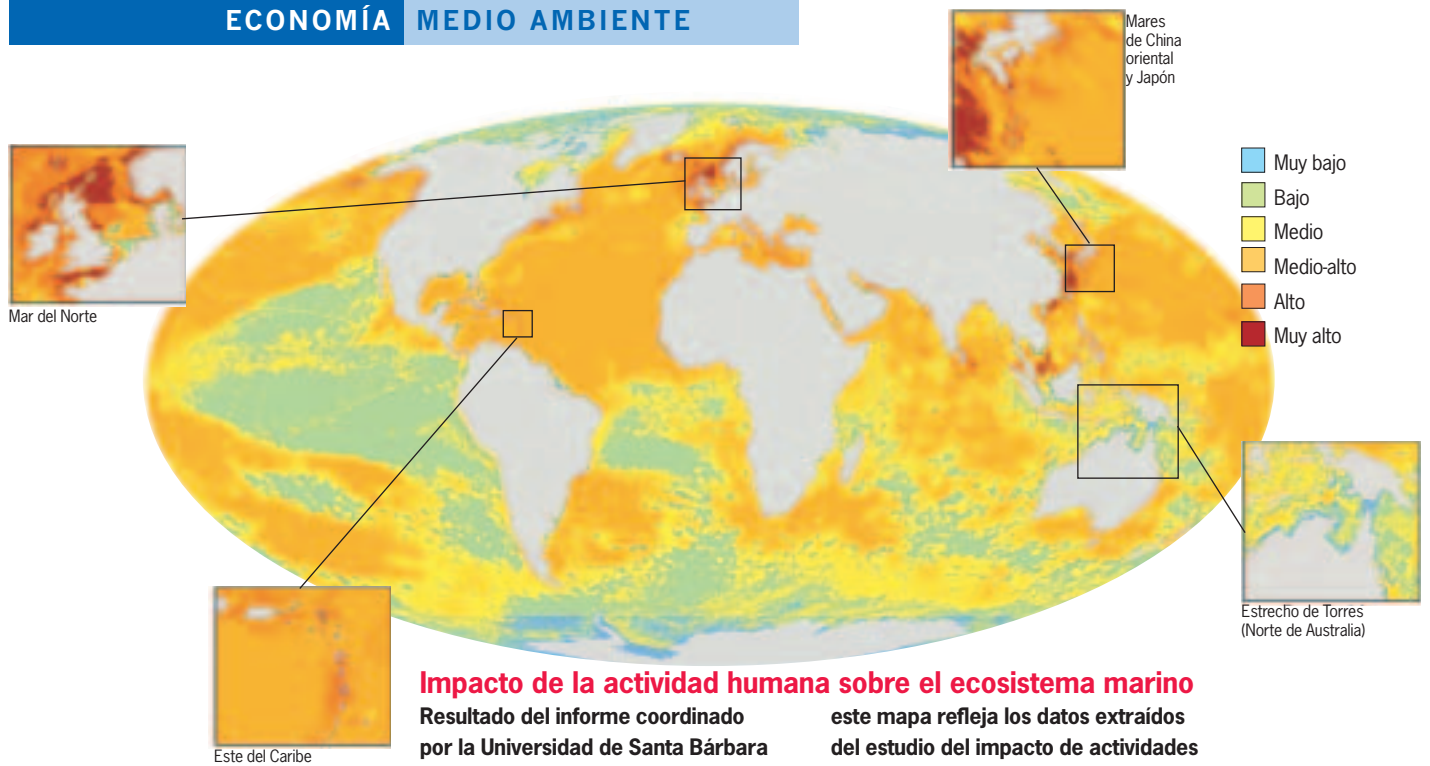 ECONOMÍA MEDIO AMBIENTE
Mares
de China
oriental
y Japón
Mar del Norte
Muy bajo
Bajo
Medio
Medio-alto
Alto
Muy alto
Estrecho de Torres
(Norte de Australia)
Este del Caribe
Impacto de la actividad humana sobre el ecosistema marino
Resultado del informe coordinado
por la Universidad de Santa Bárbara
este mapa refleja los datos extraídos
del estudio del impacto de actividades